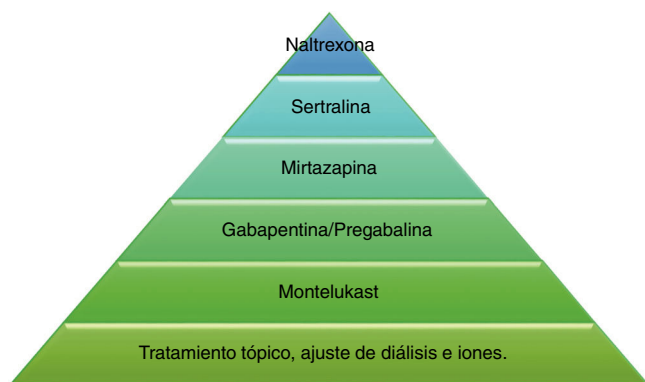 Naltrexona
Sertralina
Mirtazapina
Gabapentina/Pregabalina
Montelukast
Tratamiento tópico, ajuste de diálisis e iones.